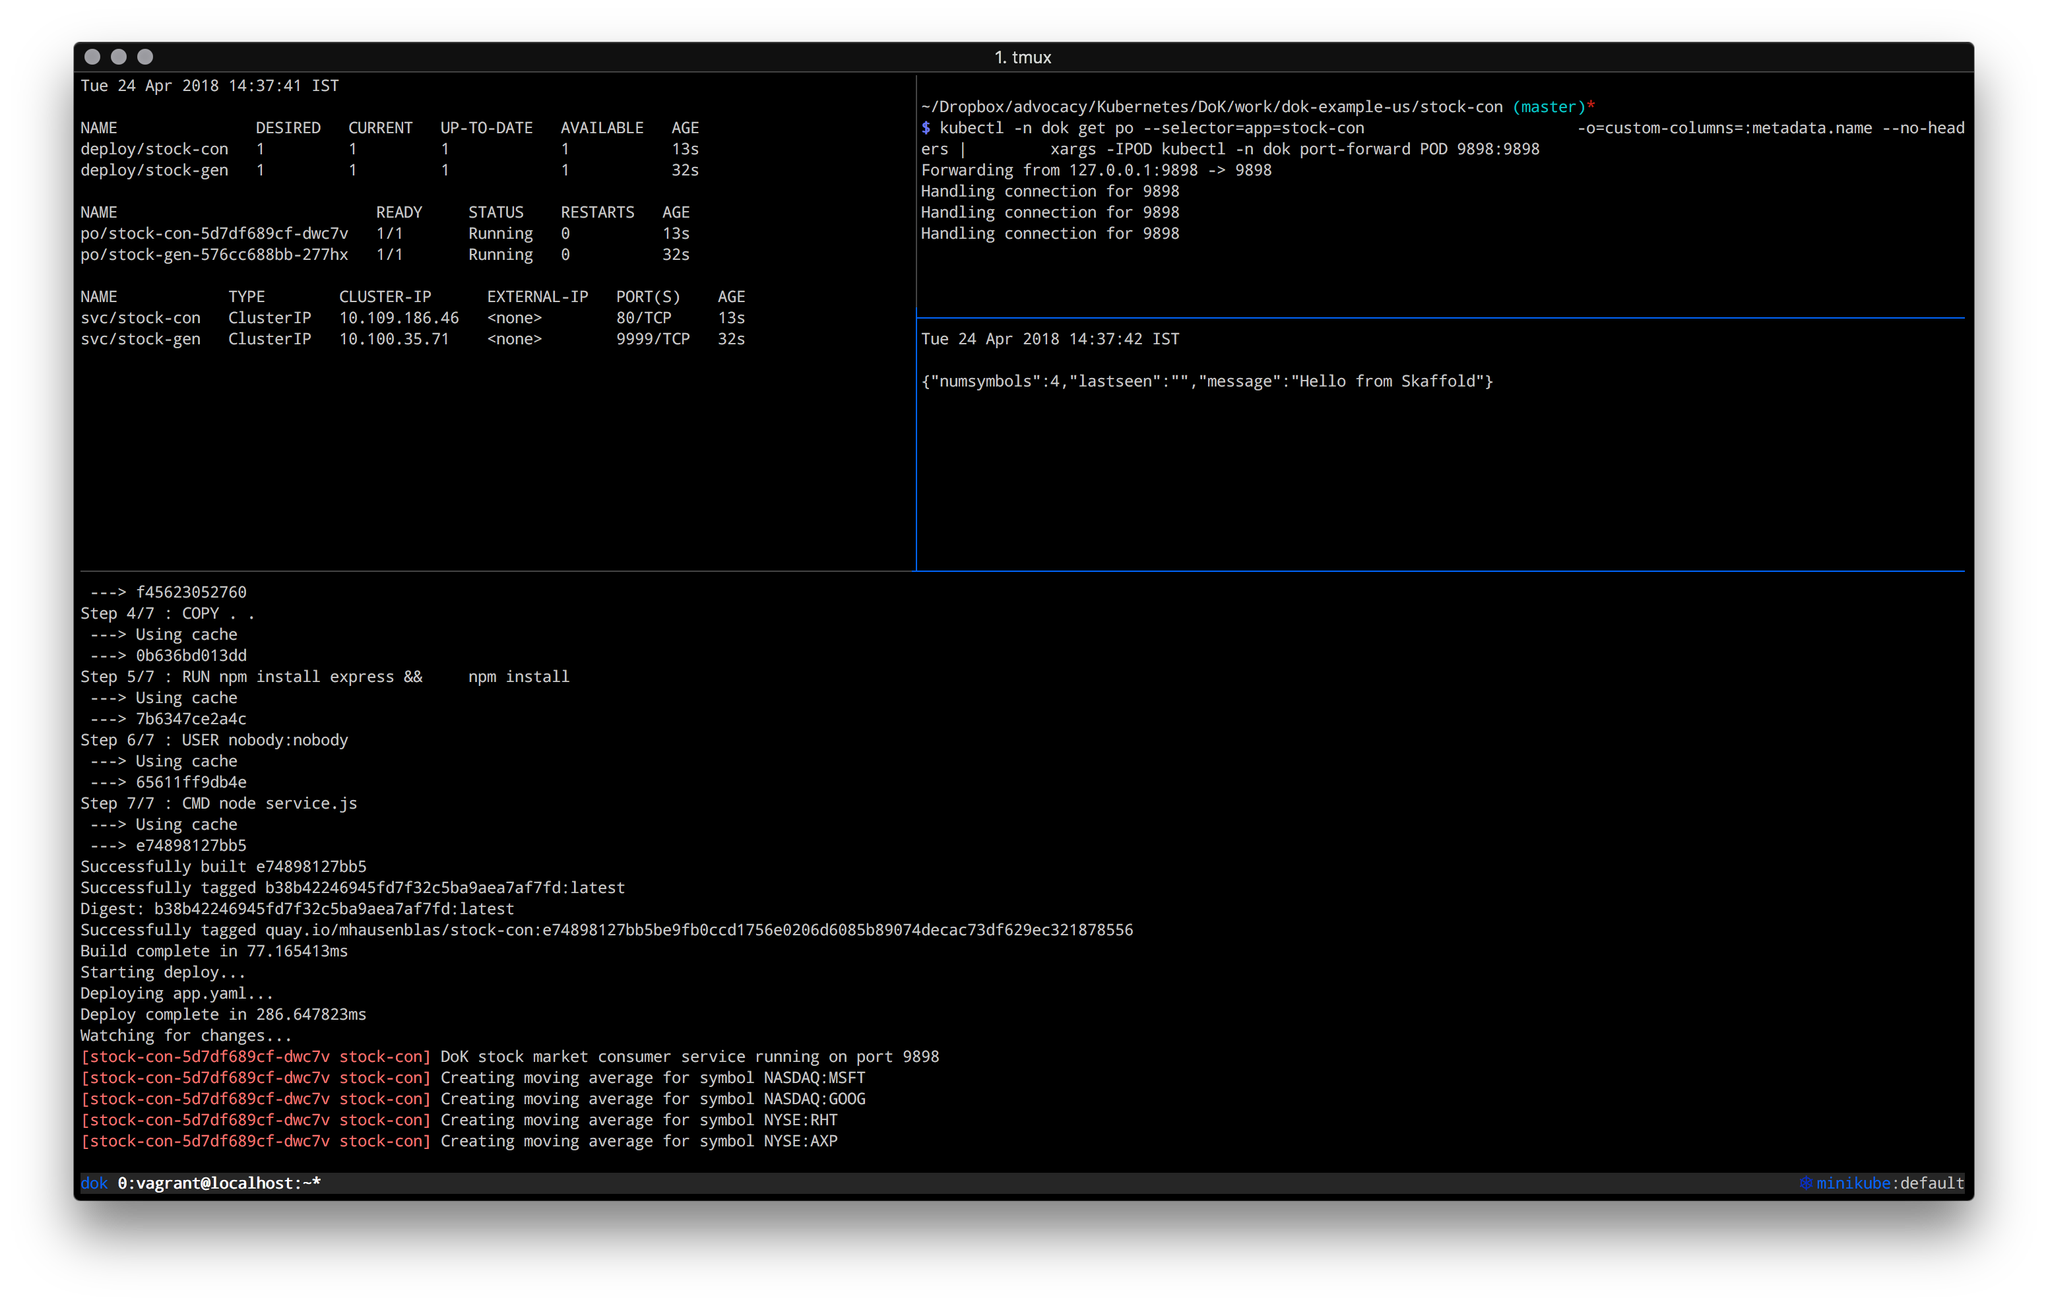 1. tmux
Tue 24 Apr 2018 14:37:41 IST
NAME DESIRED CURRENT UP-TO-DATE AVAILABLE AGE
deploy/stock-con 1 1 1 1 13s
deploy/stock-gen 1 1 1 1 32s
NAME READY STATUS RESTARTS AGE
po/stock-con-5d7df689cf-dwc7v 1/1 Running 0 13s
po/stock-gen-576cc688bb-277hx 1/1 Running 0 32s
NAME TYPE CLUSTER-IP EXTERNAL-IP PORT(S) AGE
svc/stock-con ClusterIP 10.109.186.46 <none> 80/TCP 13s
svc/stock-gen ClusterIP 10.100.35.71 <none> 9999/TCP 32s
~/Dropbox/advocacy/Kubernetes/DoK/work/dok-example-us/stock-con (master)*
$ kubectl -n dok get po --selector=app=stock-con -o=custom-columns=:metadata.name --no-head
ers | xargs -IPOD kubectl -n dok port-forward POD 9898:9898
Forwarding from 127.0.0.1:9898 -> 9898
Handling connection for 9898
Handling connection for 9898
Handling connection for 9898
Tue 24 Apr 2018 14:37:42 IST
{"numsymbols":4,"lastseen":"","message":"Hello from Skaffold"}
---> f45623052760
Step 4/7 : COPY . .
---> Using cache
---> 0b636bd013dd
Step 5/7 : RUN npm install express && npm install
---> Using cache
---> 7b6347ce2a4c
Step 6/7 : USER nobody:nobody
---> Using cache
---> 65611ff9db4e
Step 7/7 : CMD node service.js
---> Using cache
---> e74898127bb5
Successfully built e74898127bb5
Successfully tagged b38b42246945fd7f32c5ba9aea7af7fd:latest
Digest: b38b42246945fd7f32c5ba9aea7af7fd:latest
Successfully tagged quay.io/mhausenblas/stock-con:e74898127bb5be9fb0ccd1756e0206d6085b89074decac73df629ec321878556
Build complete in 77.165413ms
Starting deploy...
Deploying app.yaml...
Deploy complete in 286.647823ms
Watching for changes...
[stock-con-5d7df689cf-dwc7v stock-con] DoK stock market consumer service running on port 9898
[stock-con-5d7df689cf-dwc7v stock-con] Creating moving average for symbol NASDAQ:MSFT
[stock-con-5d7df689cf-dwc7v stock-con] Creating moving average for symbol NASDAQ:GOOG
[stock-con-5d7df689cf-dwc7v stock-con] Creating moving average for symbol NYSE:RHT
[stock-con-5d7df689cf-dwc7v stock-con] Creating moving average for symbol NYSE:AXP
dok 0:vagrant@localhost:~* minikube:default